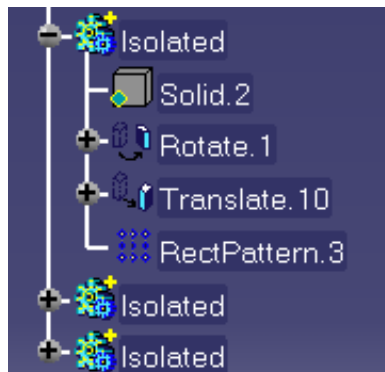 Isolated
Solid.2
Rotate.1
Translate.10
RectPattern.3
Isolated
Isolated